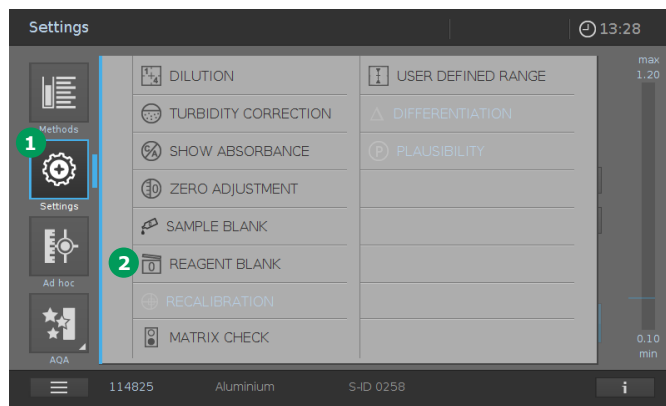 Settings
13:28
max
1.20
Methods
1
Settings
Ad hoc
AQA
DILUTION
TURBIDITY CORRECTION
SHOW ABSORBANCE
ZERO ADJUSTMENT
SAMPLE BLANK
2
REAGENT BLANK
RECALIBRATION
MATRIX CHECK
USER DEFINED RANGE
DIFFERENTIATION
PLAUSIBILITY
0.10
min
114825 Aluminium S-ID 0258